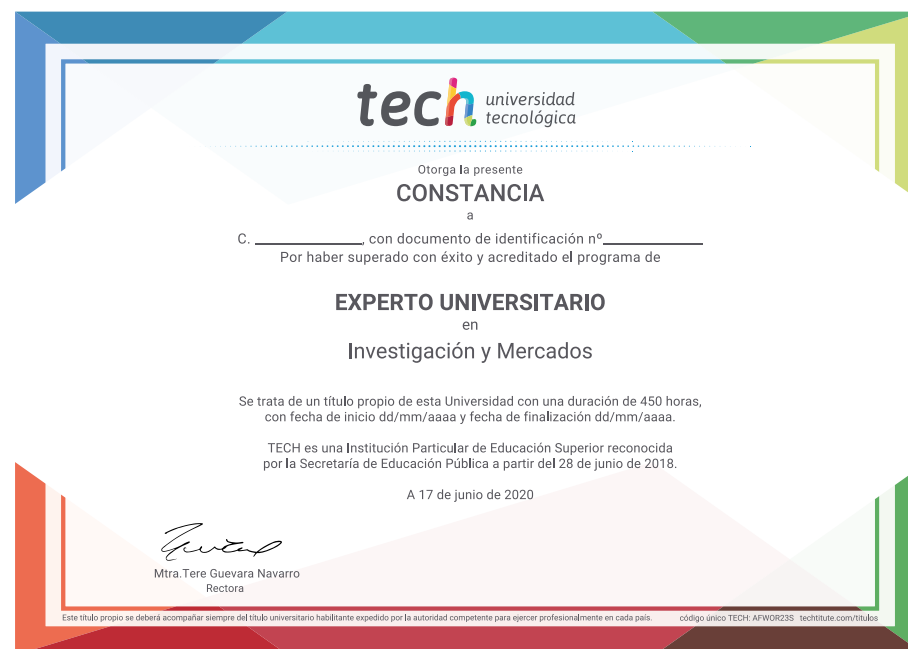 tech universidad
tecnológica
Otorga la presente
CONSTANCIA
a
C. ____________, con documento de identificación nº___________
Por haber superado con éxito y acreditado el programa de
EXPERTO UNIVERSITARIO
en
Investigación y Mercados
Se trata de un título propio de esta Universidad con una duración de 450 horas,
con fecha de inicio dd/mm/aaaa y fecha de finalización dd/mm/aaaa.
TECH es una Institución Particular de Educación Superior reconocida
por la Secretaría de Educación Pública a partir del 28 de junio de 2018.
A 17 de junio de 2020
Mtra.Tere Guevara Navarro
Rectora
Este título propio se deberá acompañar siempre del título universitario habilitante expedido por la autoridad competente para ejercer profesionalmente en cada país. código único TECH: AFWOR23S techtitute.com/titulos